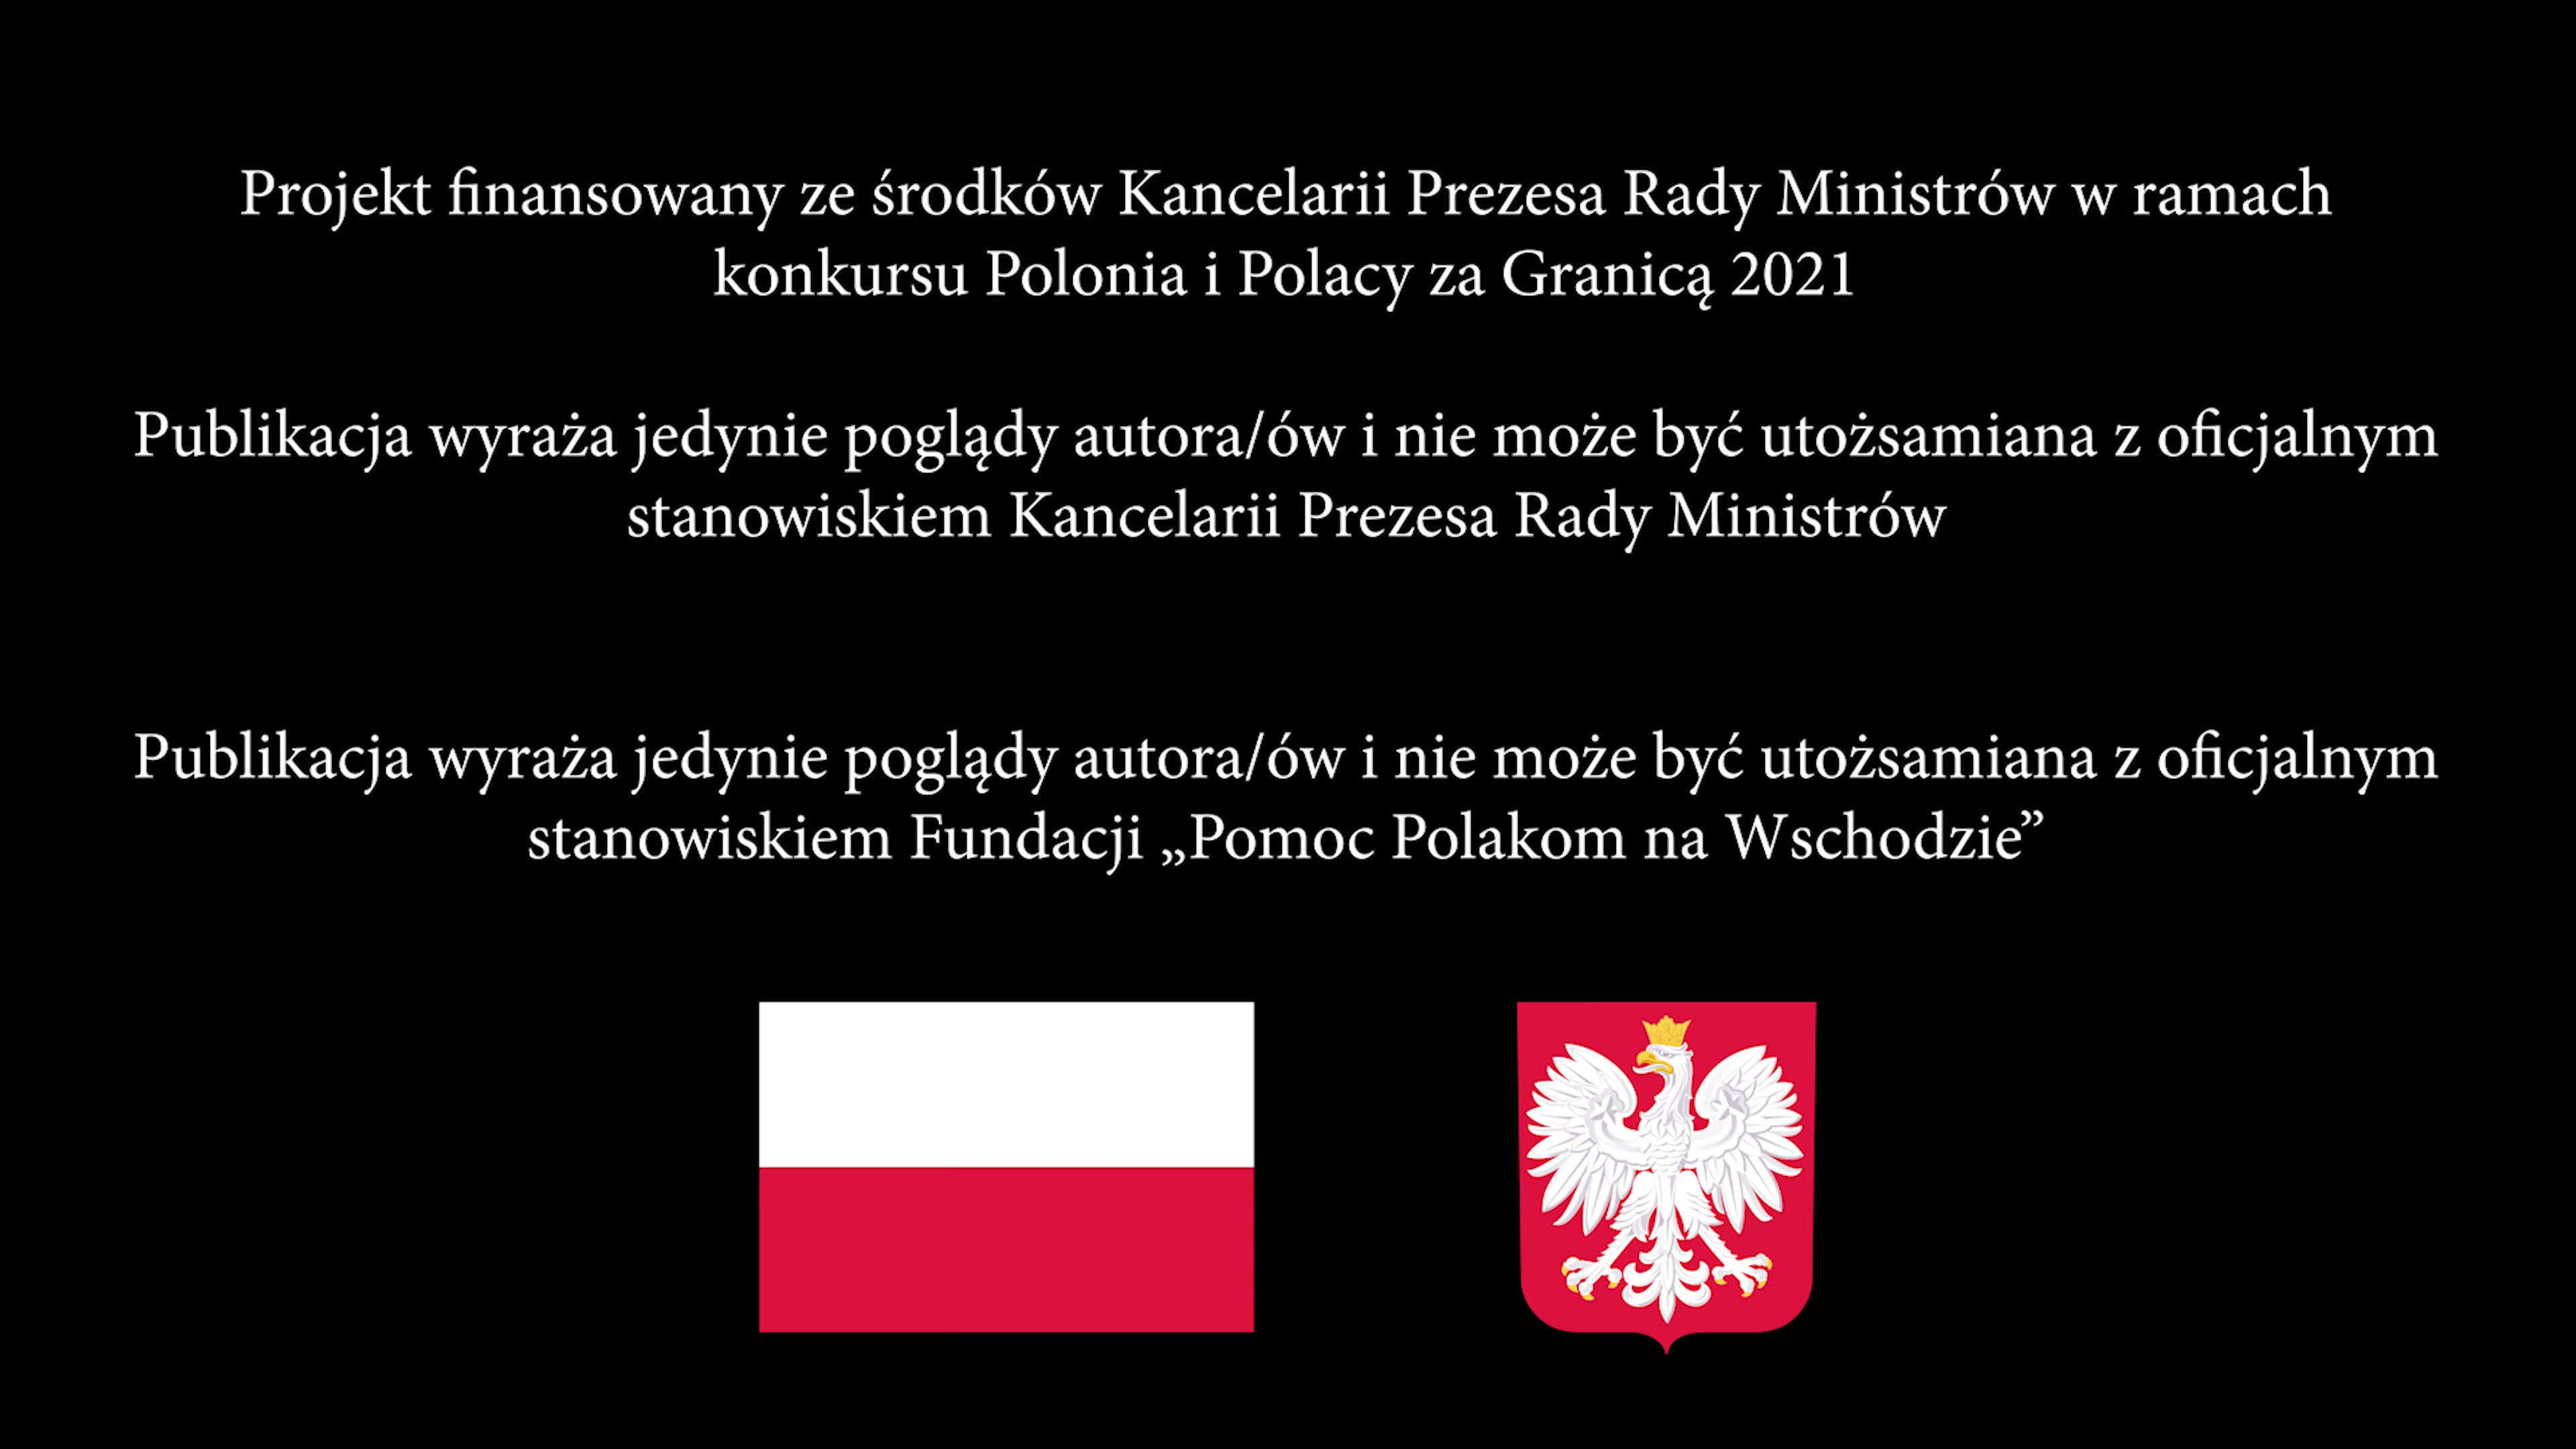 Projekt finansowany ze środków Kancelarii Prezesa Rady Ministrów w ramach
konkursu Polonia i Polacy za Granicą 2021
Publikacja wyraża jedynie poglądy autora/ów i nie może być utożsamiana z oficjalnym
stanowiskiem Kancelarii Prezesa Rady Ministrów
Publikacja wyraża jedynie poglądy autora/ów i nie może być utożsamiana z oficjalnym
stanowiskiem Fundacji „Pomoc Polakom na Wschodzie”